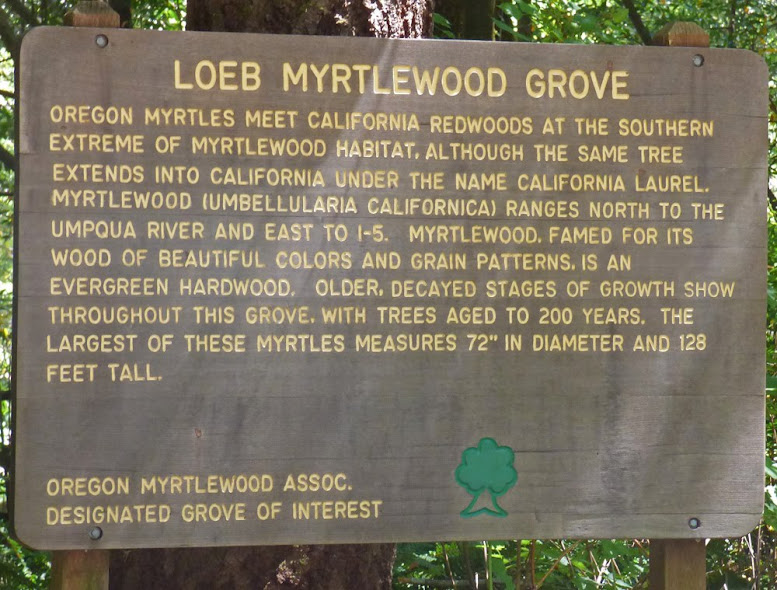 LOEB MYRTLEWOOD GROVE
OREGON MYRTLES MEET CALIFORNIA REDWOODS AT THE SOUTHERN
EXTREME OF MYRTLEWOOD HABITAT, ALTHOUGH THE SAME TREE
EXTENDS INTO CALIFORNIA UNDER THE NAME CALIFORNIA LAUREL.
MYRTLEWOOD (UMBELLULARIA CALIFORNICA) RANGES NORTH TO THE
UMPQUA RIVER AND EAST TO I-5. MYRTLEWOOD, FAMED FOR ITS
WOOD OF BEAUTIFUL COLORS AND GRAIN PATTERNS, IS AN
EVERGREEN HARDWOOD. OLDER, DECAYED STAGES OF GROWTH SHOW
THROUGHOUT THIS GROVE, WITH TREES AGED TO 200 YEARS. THE
LARGEST OF THESE MYRTLES MEASURES 72" IN DIAMETER AND 128
FEET TALL.
OREGON MYRTLEWOOD ASSOC.
DESIGNATED GROVE OF INTEREST